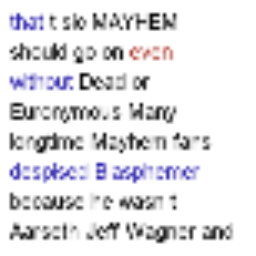 that t sle MAYHEM
should go on even
without Dead or
Euronymous Many
longtime Mayhem fans
despised Blasphemer
because he wasn t
Aarseth Jeff Wagner and